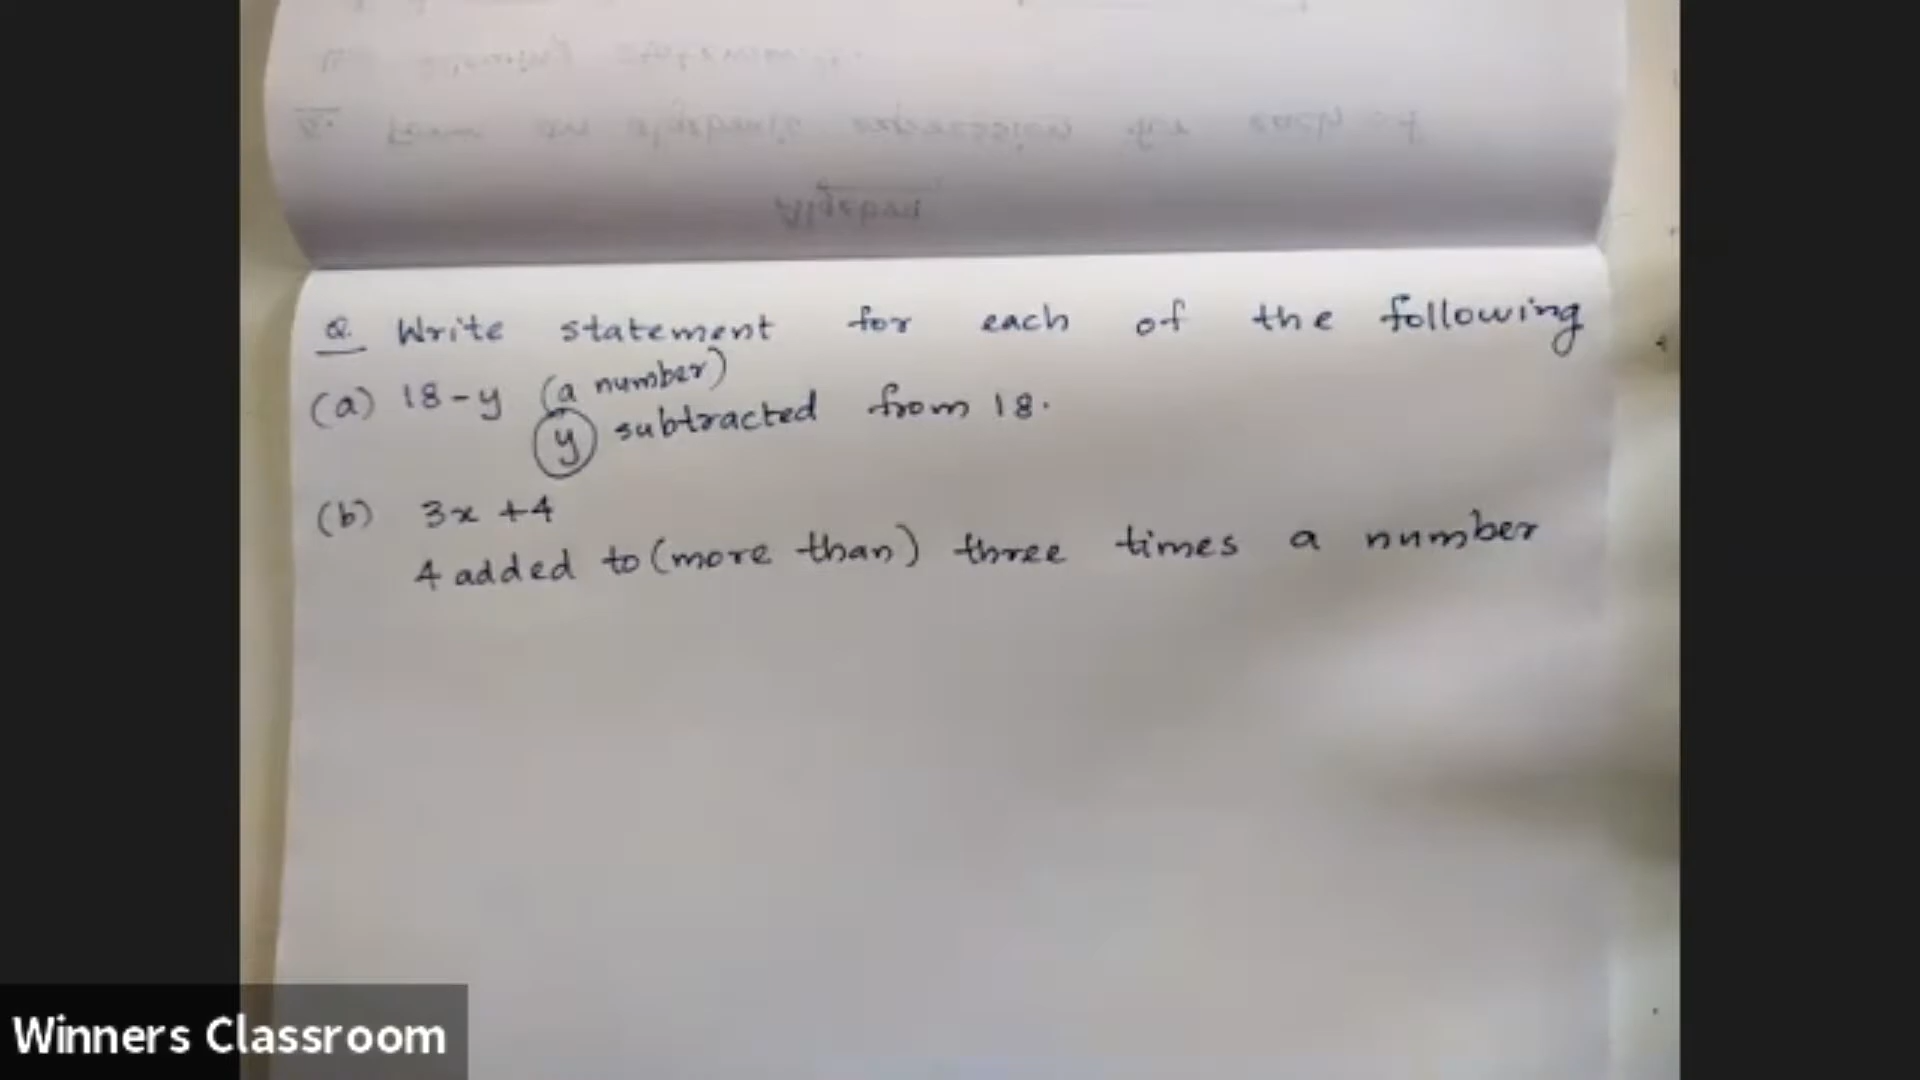 Q. Write statement for each of the following
(a) 18-y (a number)
y subtracted from 18.
(b) 3x +4
4 added to (more than) three times a number
Winners Classroom